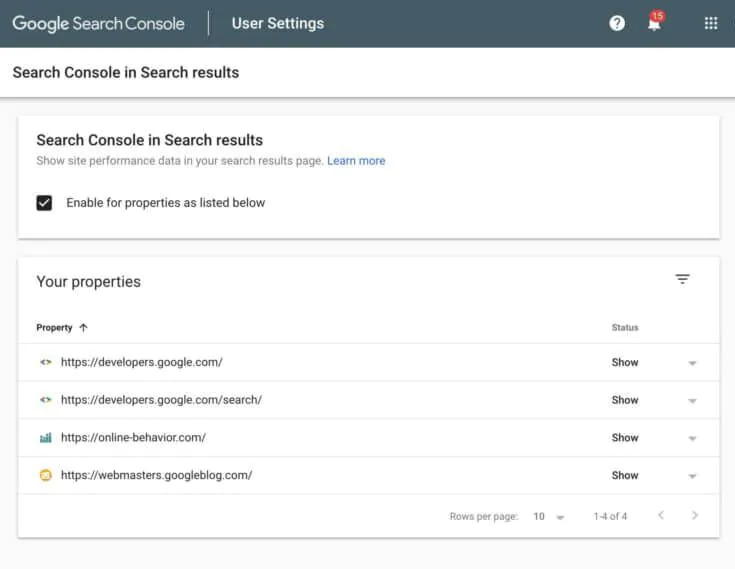 Google Search Console User Settings 15
Search Console in Search results
Search Console in Search results
Show site performance data in your search results page. Learn more
Enable for properties as listed below
Your properties
Property Status
https://developers.google.com/ Show
https://developers.google.com/search/ Show
https://online-behavior.com/ Show
https://webmasters.googleblog.com/ Show
Rows per page: 10 1-4 of 4